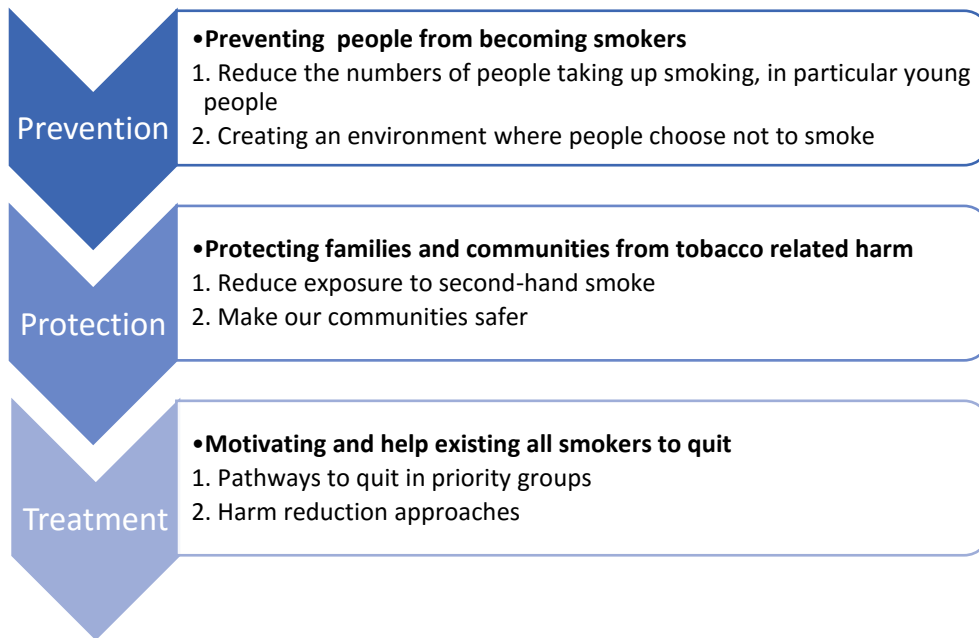 Prevention
•Preventing  people from becoming smokers
1. Reduce the numbers of people taking up smoking, in particular young
people
2. Creating an environment where people choose not to smoke
Protection
•Protecting families and communities from tobacco related harm
1. Reduce exposure to second-hand smoke
2. Make our communities safer
Treatment
•Motivating and help existing all smokers to quit
1. Pathways to quit in priority groups
2. Harm reduction approaches